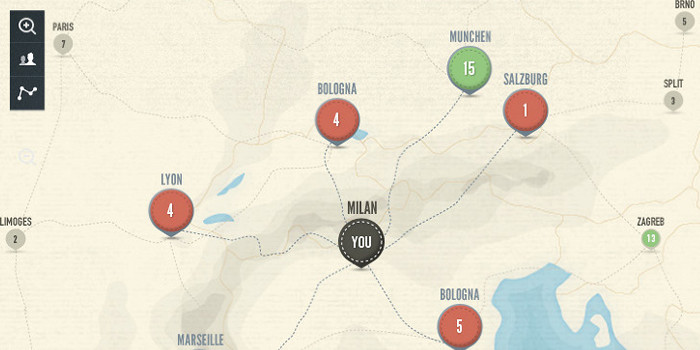 BRNO
5
PARIS
7
MUNCHEN
15
SALZBURG
1
SPLIT
3
BOLOGNA
4
LYON
4
MILAN
YOU
LIMOGES
2
ZAGREB
13
BOLOGNA
5
MARSEILLE